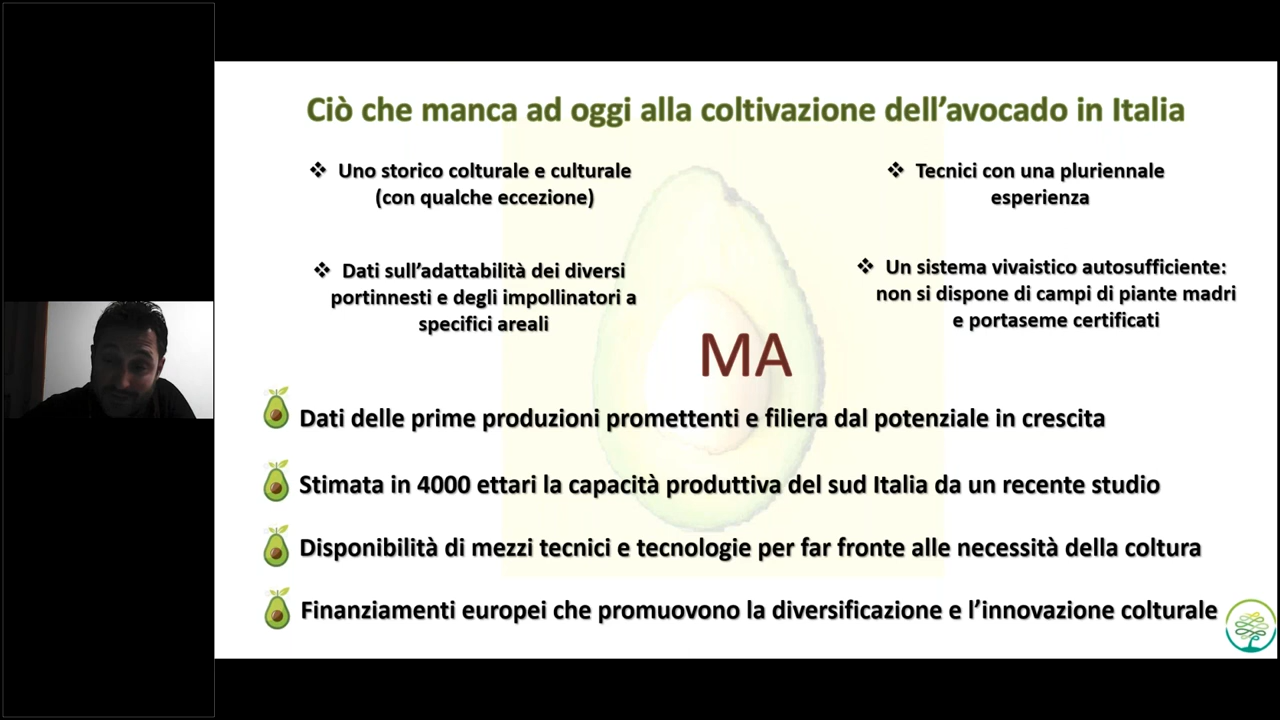 Ciò che manca ad oggi alla coltivazione dell'avocado in Italia
❖ Uno storico colturale e culturale
(con qualche eccezione)
❖ Tecnici con una pluriennale
esperienza
❖ Dati sull'adattabilità dei diversi
portinnesti e degli impollinatori a
specifici areali
❖ Un sistema vivaistico autosufficiente:
non si dispone di campi di piante madri
e portaseme certificati
MA
Dati delle prime produzioni promettenti e filiera dal potenziale in crescita
Stimata in 4000 ettari la capacità produttiva del sud Italia da un recente studio
Disponibilità di mezzi tecnici e tecnologie per far fronte alle necessità della coltura
Finanziamenti europei che promuovono la diversificazione e l'innovazione colturale